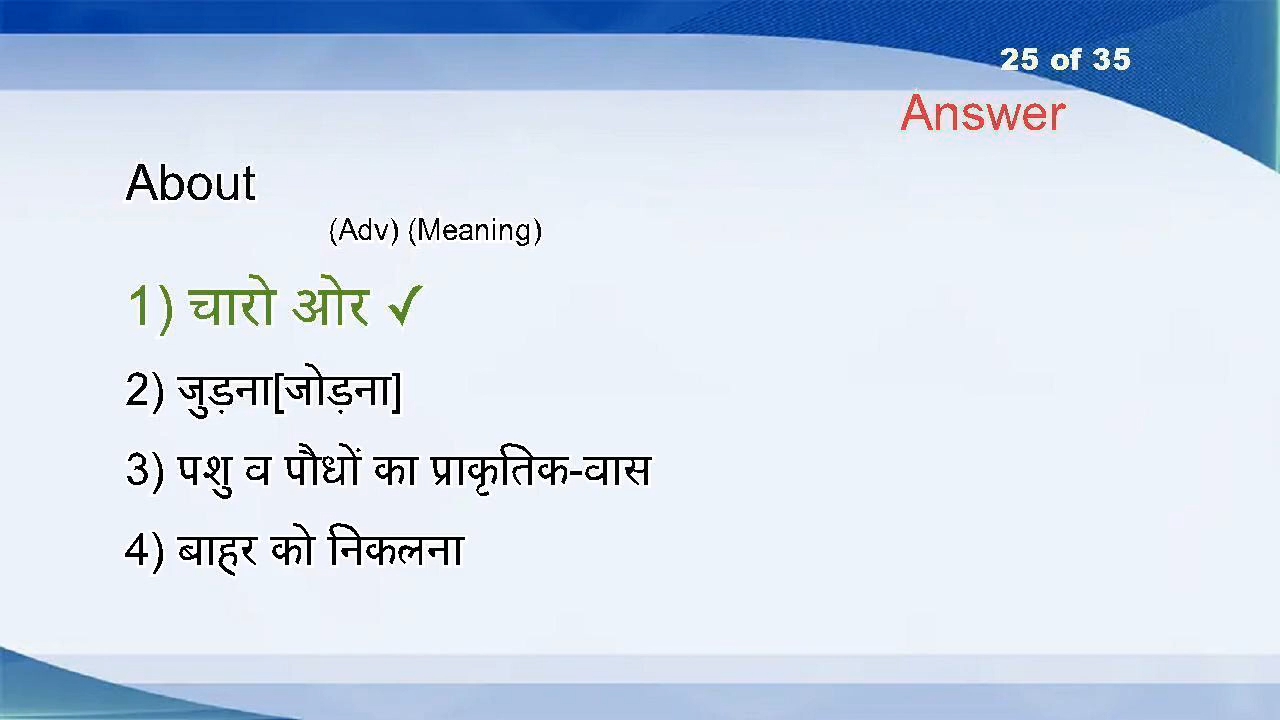 25 of 35
Answer
About
(Adv) (Meaning)
1) चारो ओर ✓
2) जुड़ना[जोड़ना]
3) पशु व पौधों का प्राकृतिक-वास
4) बाहर को निकलना